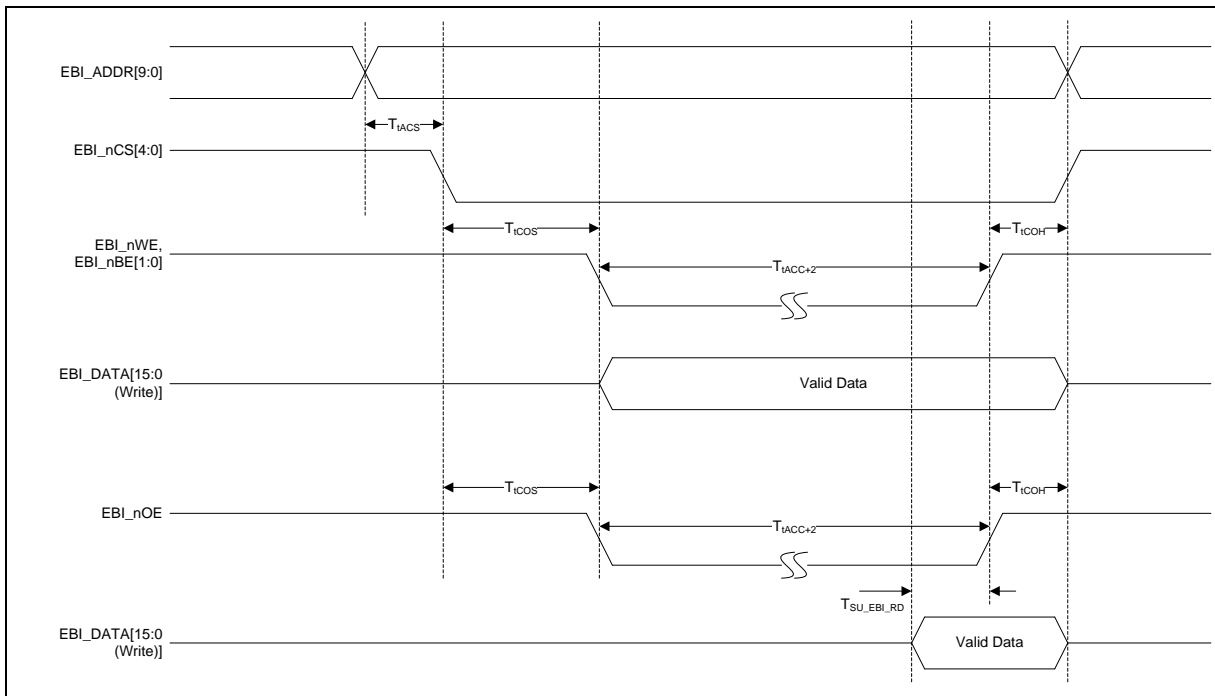 EBI_ADDR[9:0]
TtACS
EBI_nCS[4:0]
TtCOS
TtCOH
EBI_nWE,
EBI_nBE[1:0]
TtACC+2
EBI_DATA[15:0
(Write)]
Valid Data
TtCOS
TtCOH
EBI_nOE
TtACC+2
TSU_EBI_RD
EBI_DATA[15:0
(Write)]
Valid Data